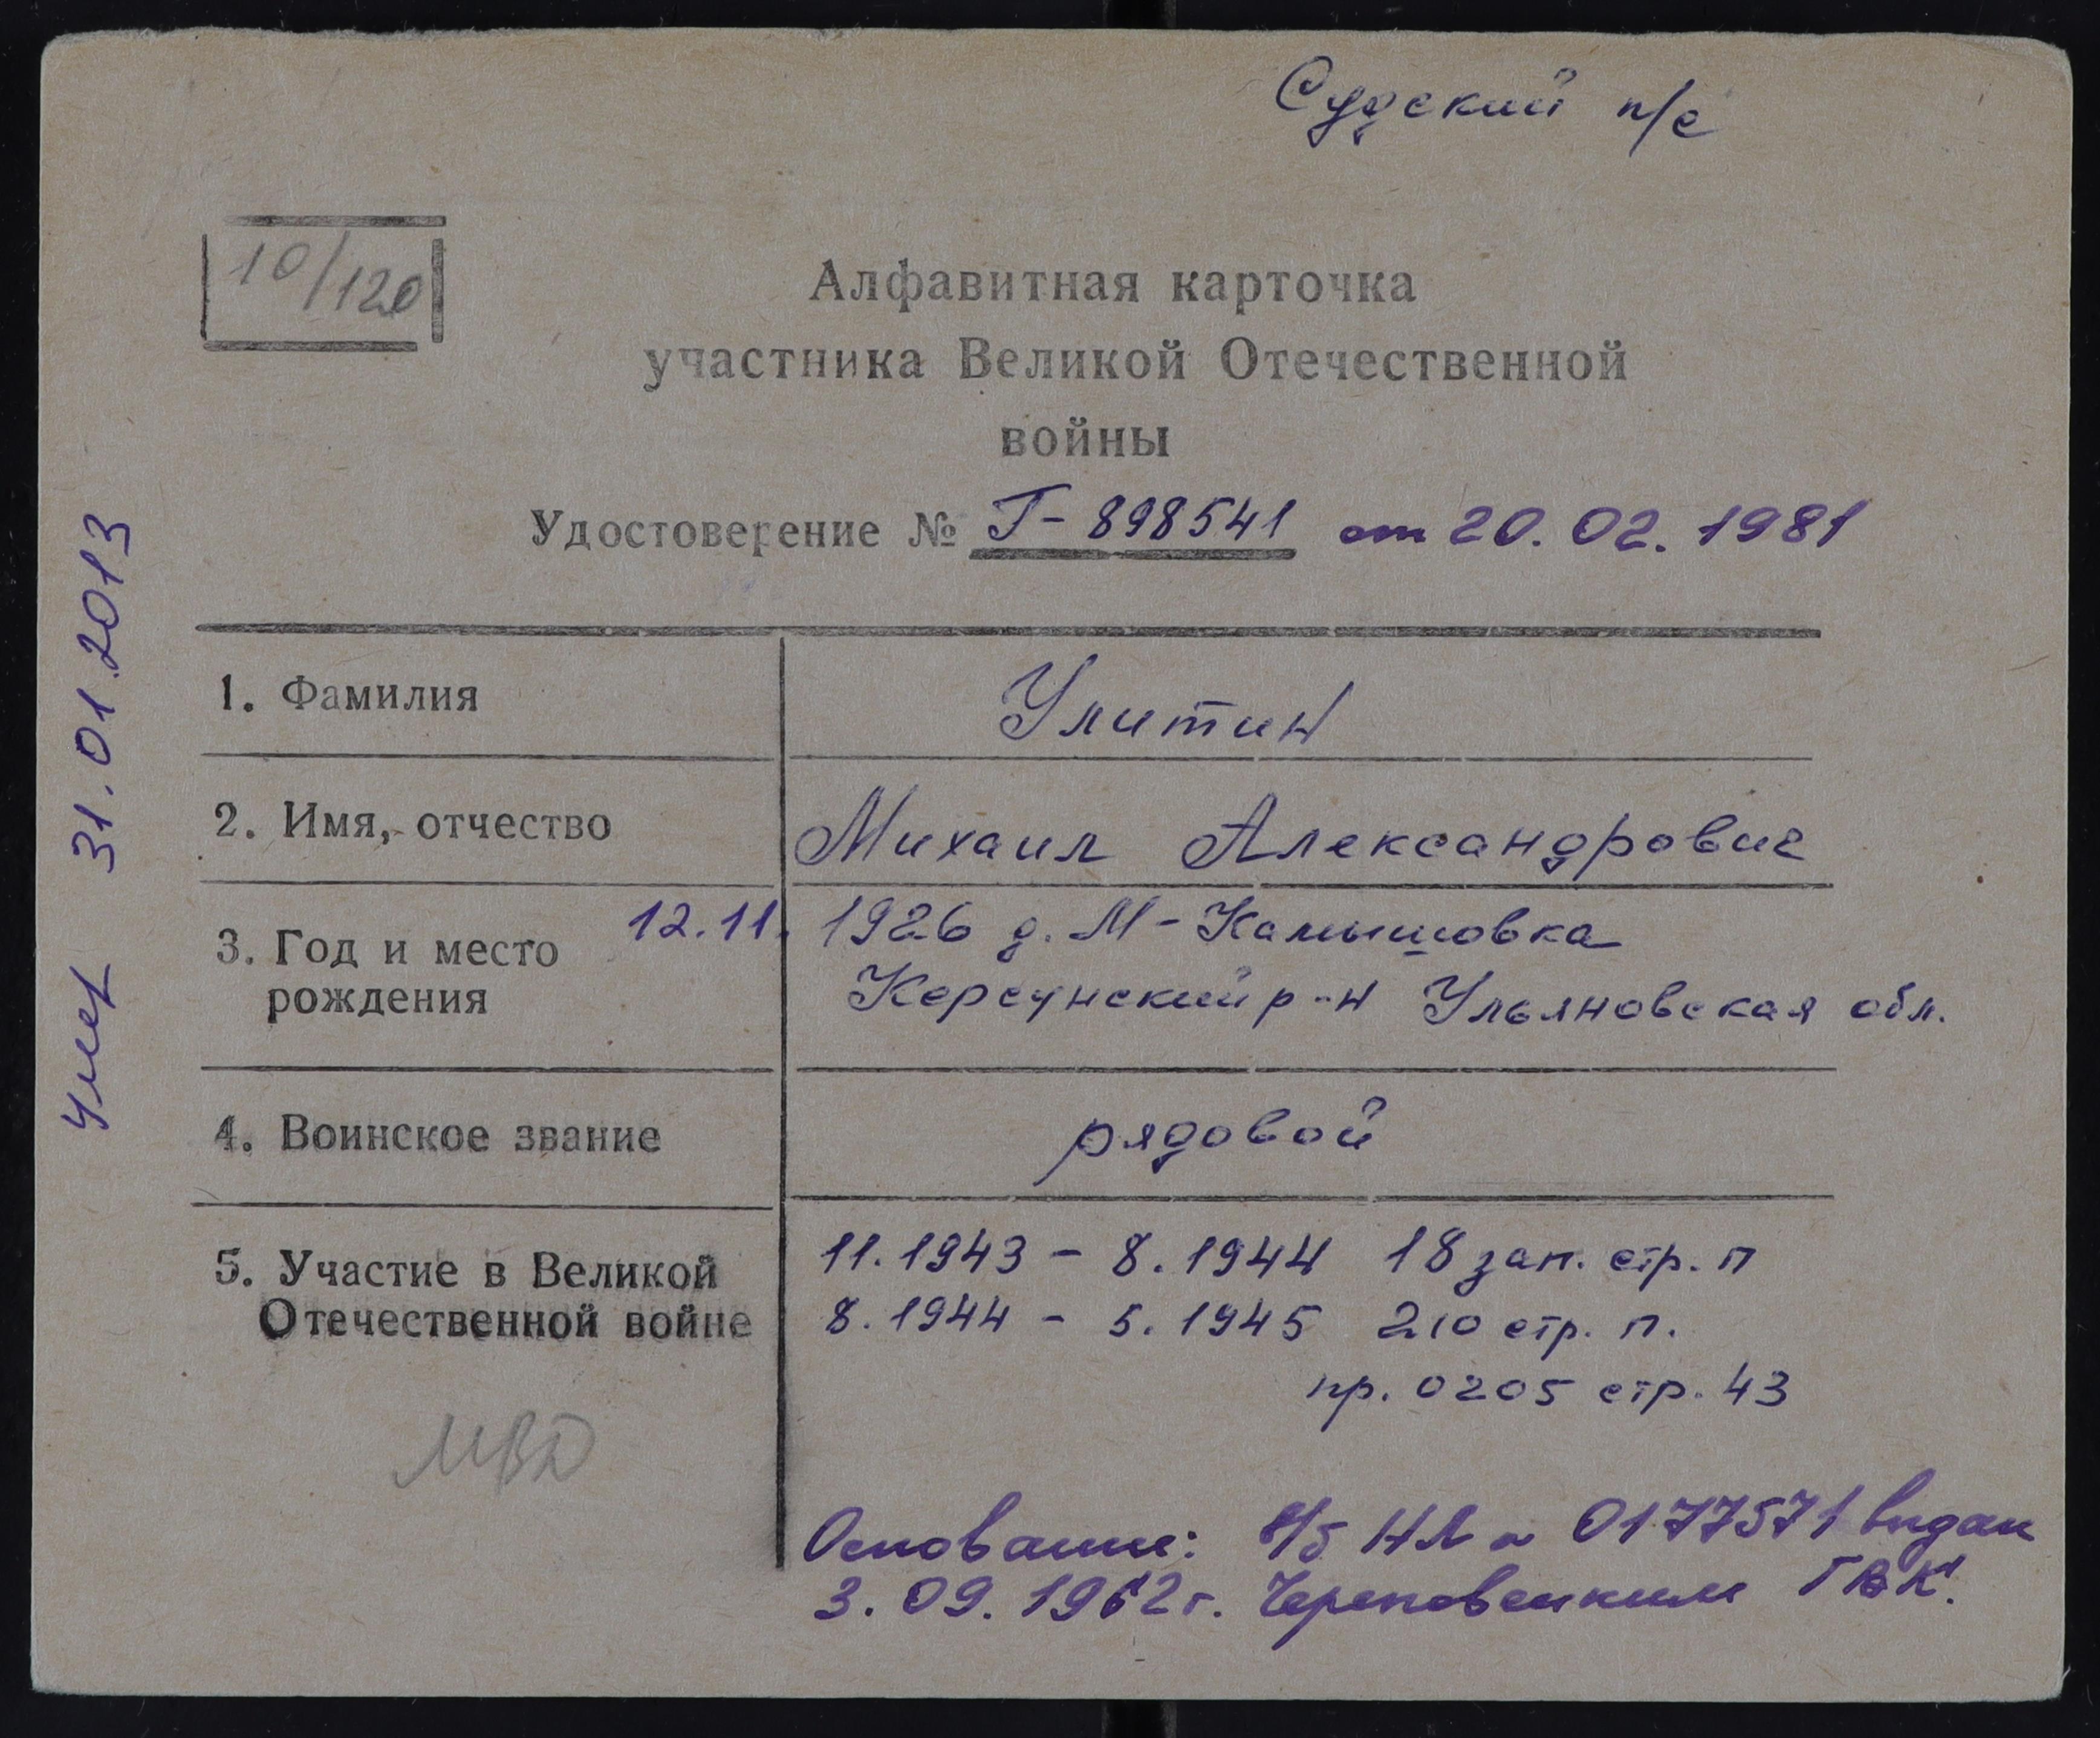 Судский п/с
10/120
Алфавитная карточка
участника Великой Отечественной
войны
Удостоверение № Г-898541 от 20.02.1981
1. Фамилия Улитин
2. Имя, отчество Михаил Александрович
3. Год и место рождения 12.11. 1926 д. М-Камышовка
Карсунский р-н Ульяновская обл.
4. Воинское звание рядовой
5. Участие в Великой Отечественной войне
11.1943 - 8.1944 18 зап. стр. п
8.1944 - 5.1945 210 стр. п.
пр. 0205 стр. 43
МВД
Основание: в/б НЛ № 0177571 выдан
3.09.1962г. Череповецким ГВК.
умер 31.01.2013